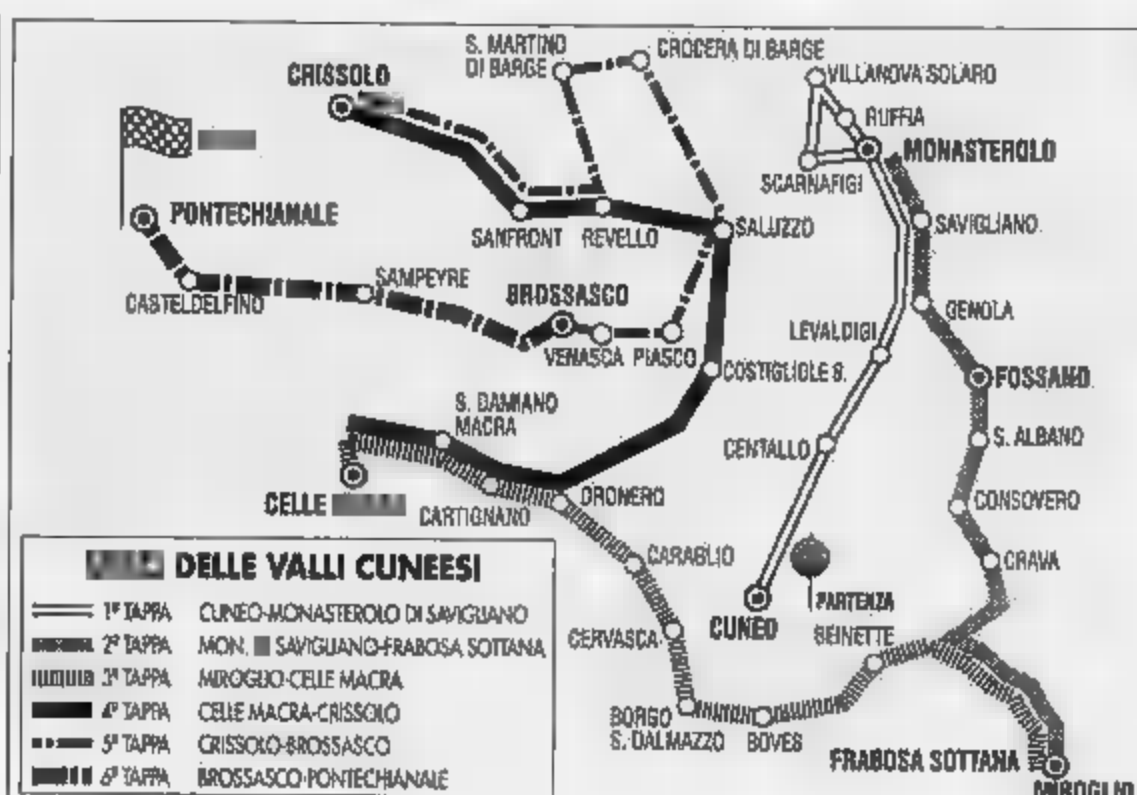 S. MARTINO
DI BARGE
CROCERA DI BARGE
CRISSOLO
VILLANOVA SOLARO
RUFFIA
MONASTEROLO
SCARNAFIGI
PONTECHIANALE
SANFRONT
REVELLO
SALUZZO
SAVIGLIANO
CASTELDELFINO
SAMPEYRE
BROSSASCO
GENOLA
VENASCA
PIASCO
LEVALDIGI
COSTIGLIOLE S.
FOSSANO
S. DAMIANO
MACRA
CENTALLO
S. ALBANO
CELLE
CARTIGNANO
DRONERO
CONSOVERO
CARAGLIO
CRAVA
CUNEO
PARTENZA
CERVASCA
BEINETTE
BORGO
S. DALMAZZO
BOVES
FRABOSA SOTTANA
MIROGLIO
DELLE VALLI CUNEESI
1ª TAPPA CUNEO-MONASTEROLO DI SAVIGLIANO
2ª TAPPA MON. SAVIGLIANO-FRABOSA SOTTANA
3ª TAPPA MIROGLIO-CELLE MACRA
4ª TAPPA CELLE MACRA-CRISSOLO
5ª TAPPA CRISSOLO-BROSSASCO
6ª TAPPA BROSSASCO-PONTECHIANALE